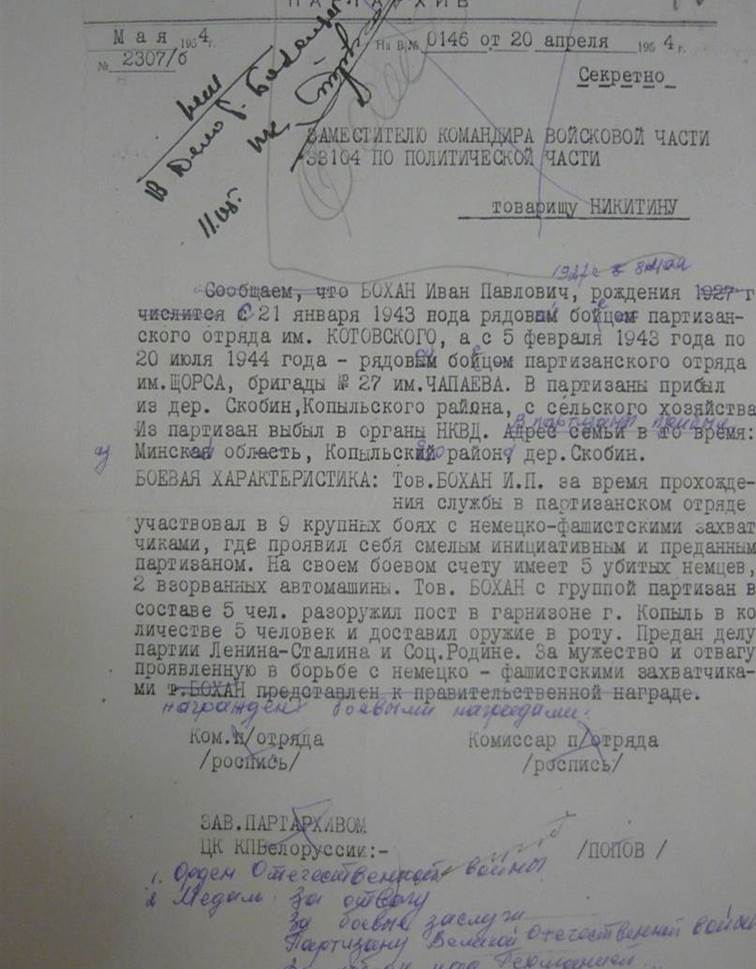 ПАРТАРХИВ
Мая 1954 г.
№ 2307/б
На В№ 0146 от 20 апреля 1954 г.
Секретно
В дело т.
ЗАМЕСТИТЕЛЮ КОМАНДИРА ВОЙСКОВОЙ ЧАСТИ
38104 ПО ПОЛИТИЧЕСКОЙ ЧАСТИ
товарищу НИКИТИНУ
1927 г 8 мая
Сообщаем, что БОХАН Иван Павлович, рождения 1927 г
числится С 21 января 1943 года рядовым бойцом партизан-
ского отряда им. КОТОВСКОГО, а с 5 февраля 1943 года по
20 июля 1944 года - рядовым бойцом партизанского отряда
им.ЩОРСА, бригады № 27 им.ЧАПАЕВА. В партизаны прибыл
из дер. Скобин,Копыльского района, с сельского хозяйства
В партизаны
Из партизан выбыл в органы НКВД. Адрес семьи в то время:
из Минская область, Копыльский район, дер.Скобин.
БОЕВАЯ ХАРАКТЕРИСТИКА: Тов.БОХАН И.П. за время прохожде-
ния службы в партизанском отряде
участвовал в 9 крупных боях с немецко-фашистскими захват
чиками, где проявил себя смелым инициативным и преданным
партизаном. На своем боевом счету имеет 5 убитых немцев,
2 взорванных автомашины. Тов. БОХАН с группой партизан в
составе 5 чел. разоружил пост в гарнизоне г. Копыль в ко
личестве 5 человек и доставил оружие в роту. Предан делу
партии Ленина-Сталина и Соц.Родине. За мужество и отвагу
проявленную в борьбе с немецко - фашистскими захватчика-
ми т.БОХАН представлен к правительственной награде.
награжден боевыми наградами:
Ком.п/отряда Комиссар п/отряда
/роспись/ /роспись/
ЗАВ.ПАРТАРХИВОМ
ЦК КПБелоруссии:- /ПОПОВ /
1. Орден Отечественной войны
2 Медаль: За отвагу
За боевые заслуги
Партизану Великой Отечественной войны
Германией